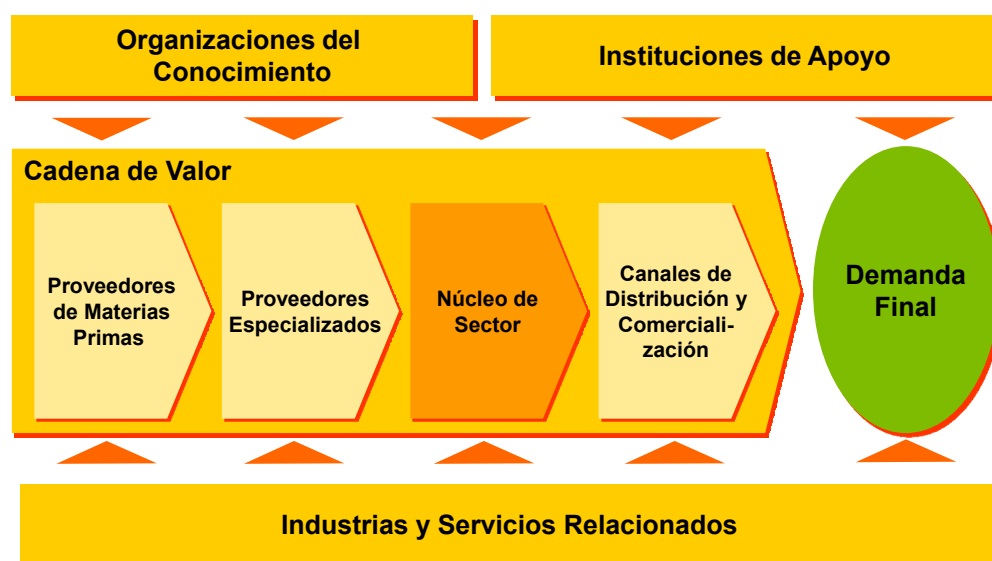 Organizaciones del
Conocimiento
Instituciones de Apoyo
Cadena de Valor
Proveedores
de Materias
Primas
Proveedores
Especializados
Núcleo de
Sector
Canales de
Distribución y
Comerciali-
zación
Demanda
Final
Industrias y Servicios Relacionados